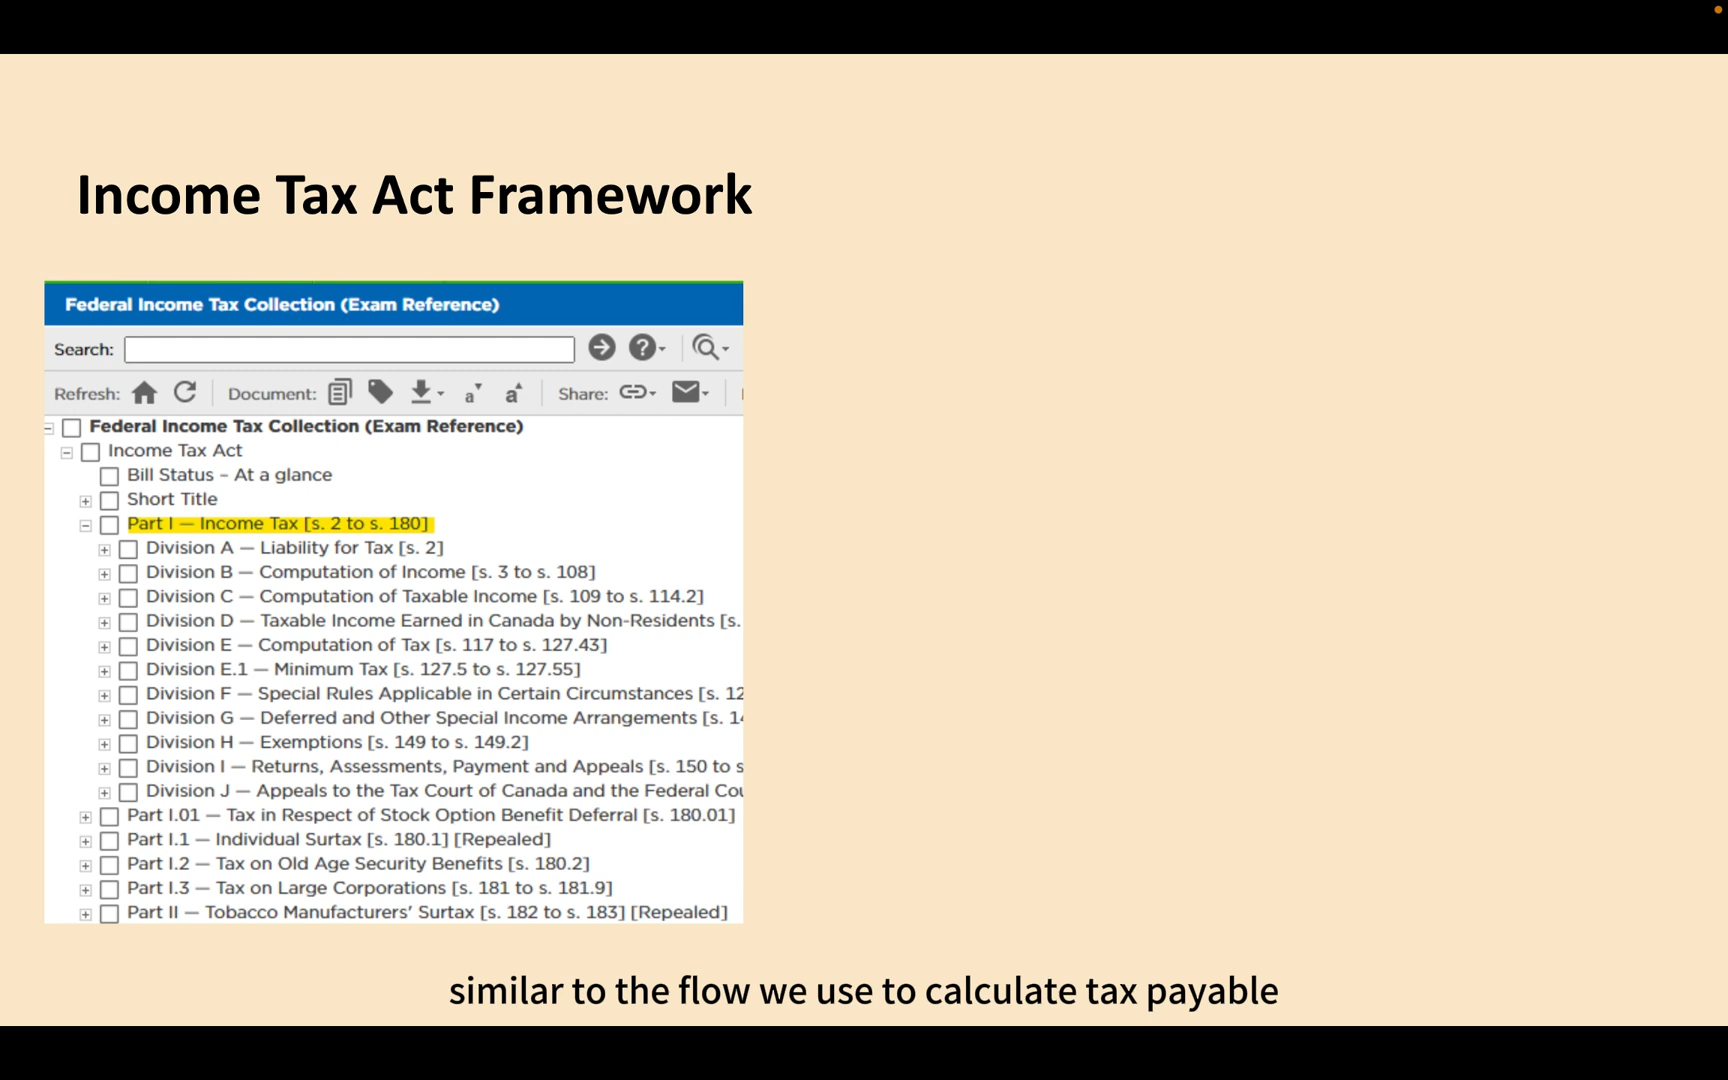 Income Tax Act Framework
Federal Income Tax Collection (Exam Reference)
Search:
Refresh: Document: a a Share:
Federal Income Tax Collection (Exam Reference)
Income Tax Act
Bill Status – At a glance
Short Title
Part I — Income Tax [s. 2 to s. 180]
Division A — Liability for Tax [s. 2]
Division B — Computation of Income [s. 3 to s. 108]
Division C — Computation of Taxable Income [s. 109 to s. 114.2]
Division D — Taxable Income Earned in Canada by Non-Residents [s.
Division E — Computation of Tax [s. 117 to s. 127.43]
Division E.1 — Minimum Tax [s. 127.5 to s. 127.55]
Division F — Special Rules Applicable in Certain Circumstances [s. 12
Division G — Deferred and Other Special Income Arrangements [s. 14
Division H — Exemptions [s. 149 to s. 149.2]
Division I — Returns, Assessments, Payment and Appeals [s. 150 to s
Division J — Appeals to the Tax Court of Canada and the Federal Cou
Part I.01 — Tax in Respect of Stock Option Benefit Deferral [s. 180.01]
Part I.1 — Individual Surtax [s. 180.1] [Repealed]
Part I.2 — Tax on Old Age Security Benefits [s. 180.2]
Part I.3 — Tax on Large Corporations [s. 181 to s. 181.9]
Part II — Tobacco Manufacturers' Surtax [s. 182 to s. 183] [Repealed]
similar to the flow we use to calculate tax payable